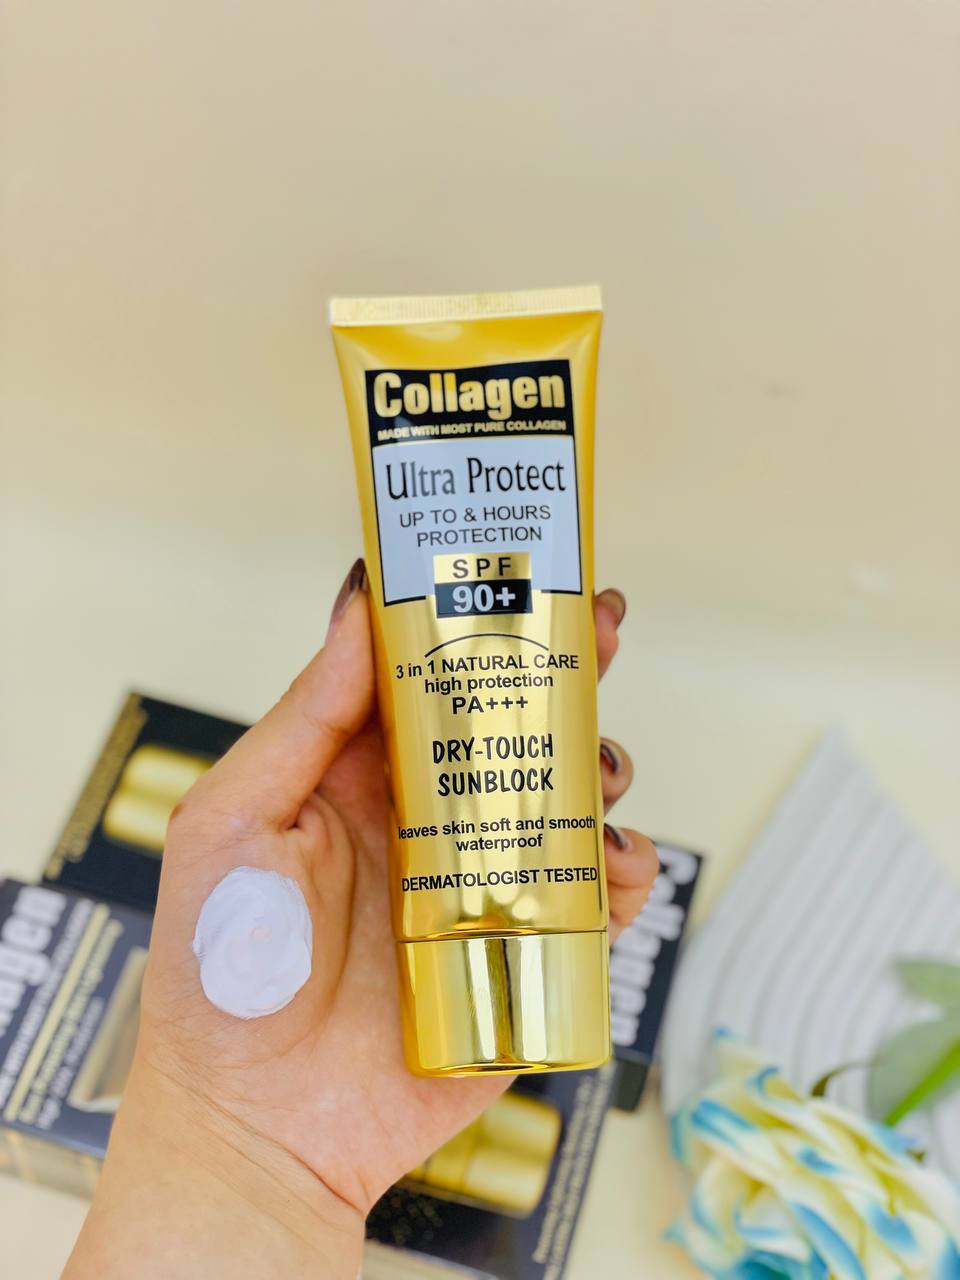 Collagen
MADE WITH MOST PURE COLLAGEN
Ultra Protect
UP TO & HOURS
PROTECTION
SPF
90+
3 in 1 NATURAL CARE
high protection
PA+++
DRY-TOUCH
SUNBLOCK
leaves skin soft and smooth
waterproof
DERMATOLOGIST TESTED
Collagen